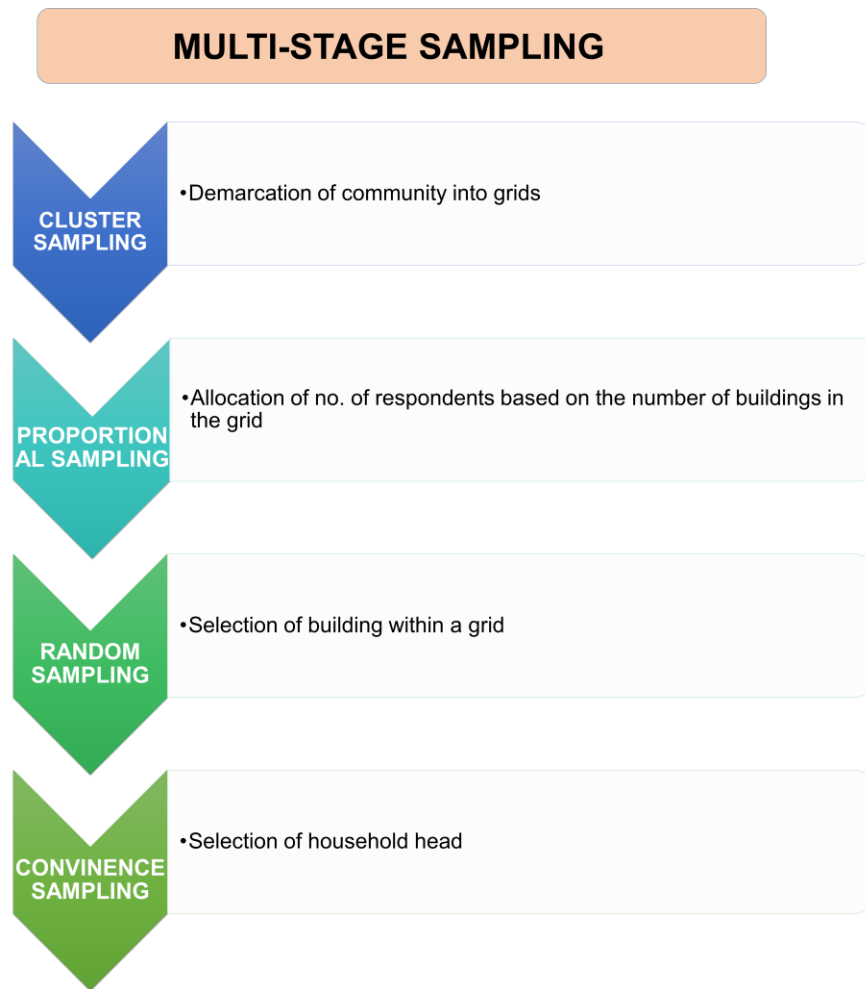 MULTI-STAGE SAMPLING
CLUSTER
SAMPLING
•Demarcation of community into grids
PROPORTION
AL SAMPLING
•Allocation of no. of respondents based on the number of buildings in
the grid
RANDOM
SAMPLING
•Selection of building within a grid
CONVINENCE
SAMPLING
•Selection of household head